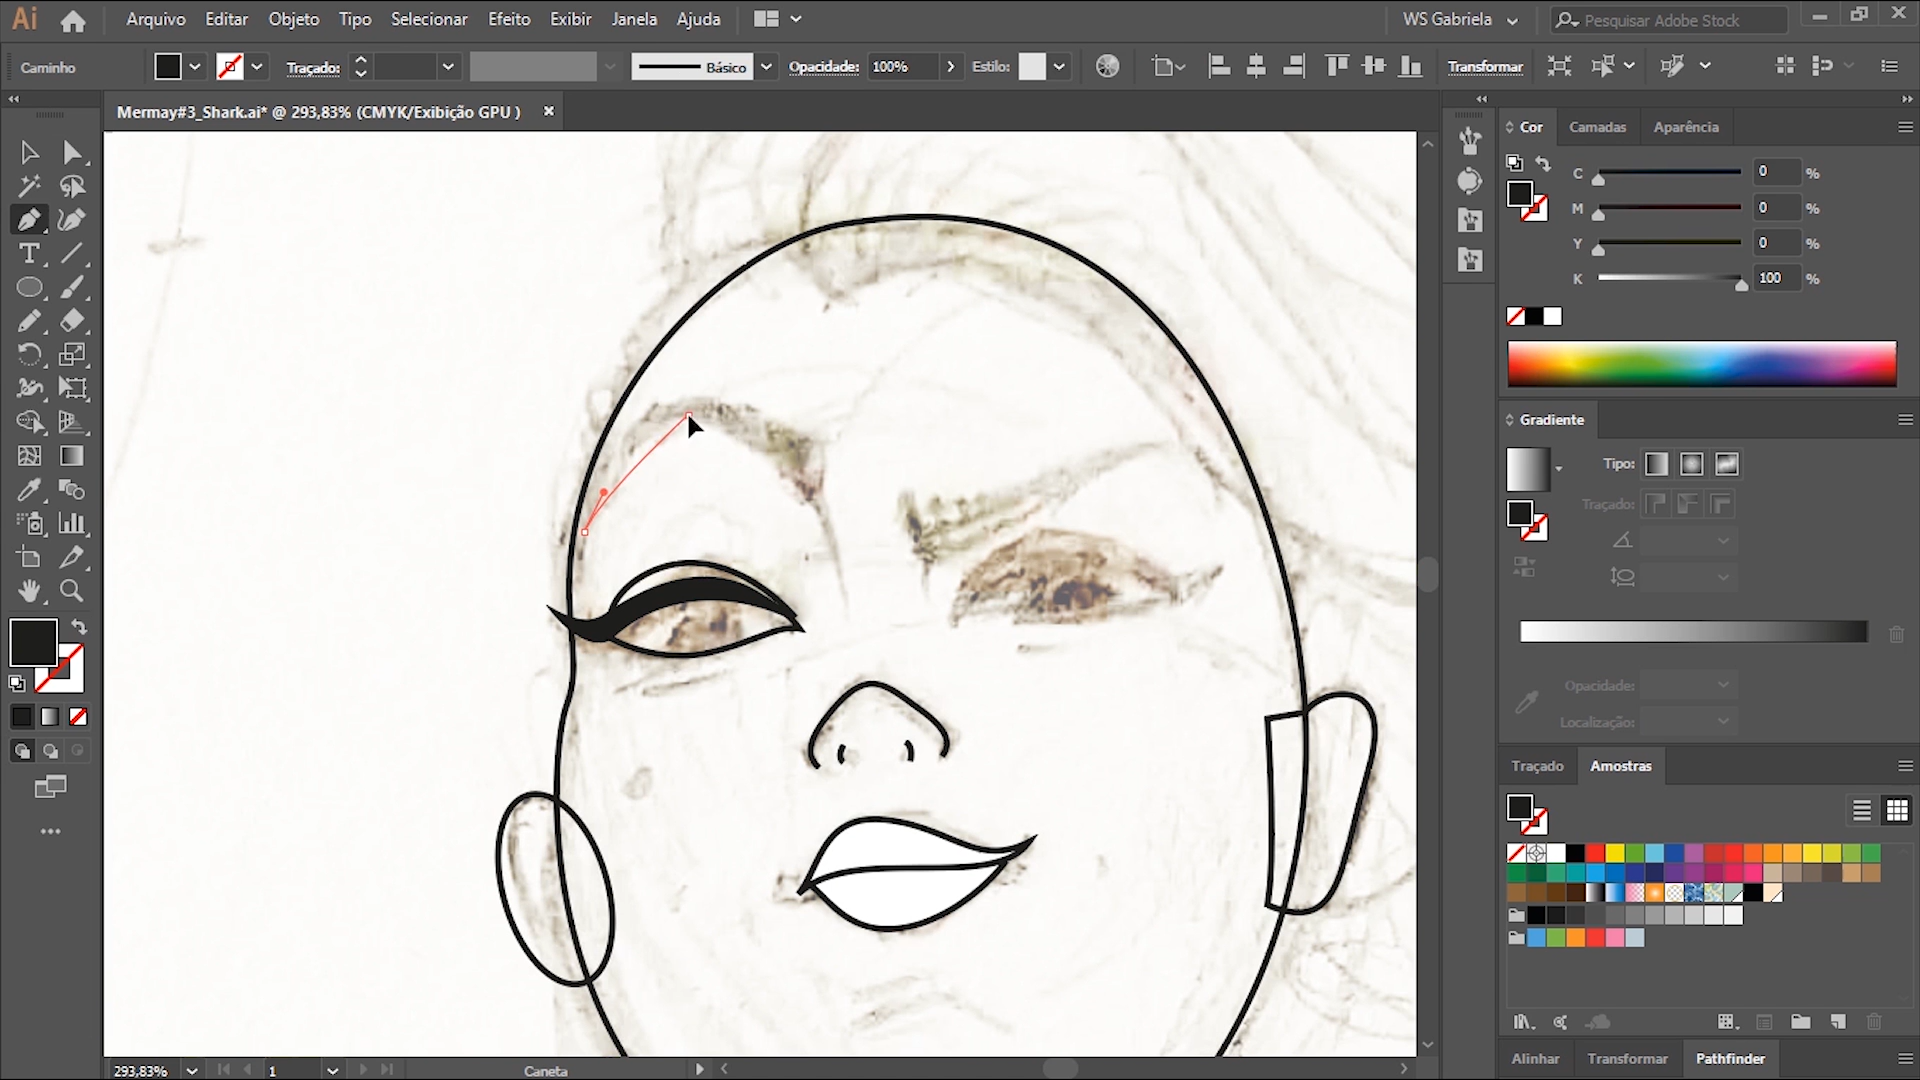 Ai Arquivo Editar Objeto Tipo Selecionar Efeito Exibir Janela Ajuda WS Gabriela Pesquisar Adobe Stock
Caminho Traçado: Básico Opacidade: 100% Estilo: Transformar
Mermay#3_Shark.ai* @ 293,83% (CMYK/Exibição GPU )
Cor Camadas Aparência
C 0 %
M 0 %
Y 0 %
K 100 %
Gradiente
Tipo:
Traçado:
Opacidade:
Localização:
Traçado Amostras
Alinhar Transformar Pathfinder
293,83% 1 Caneta